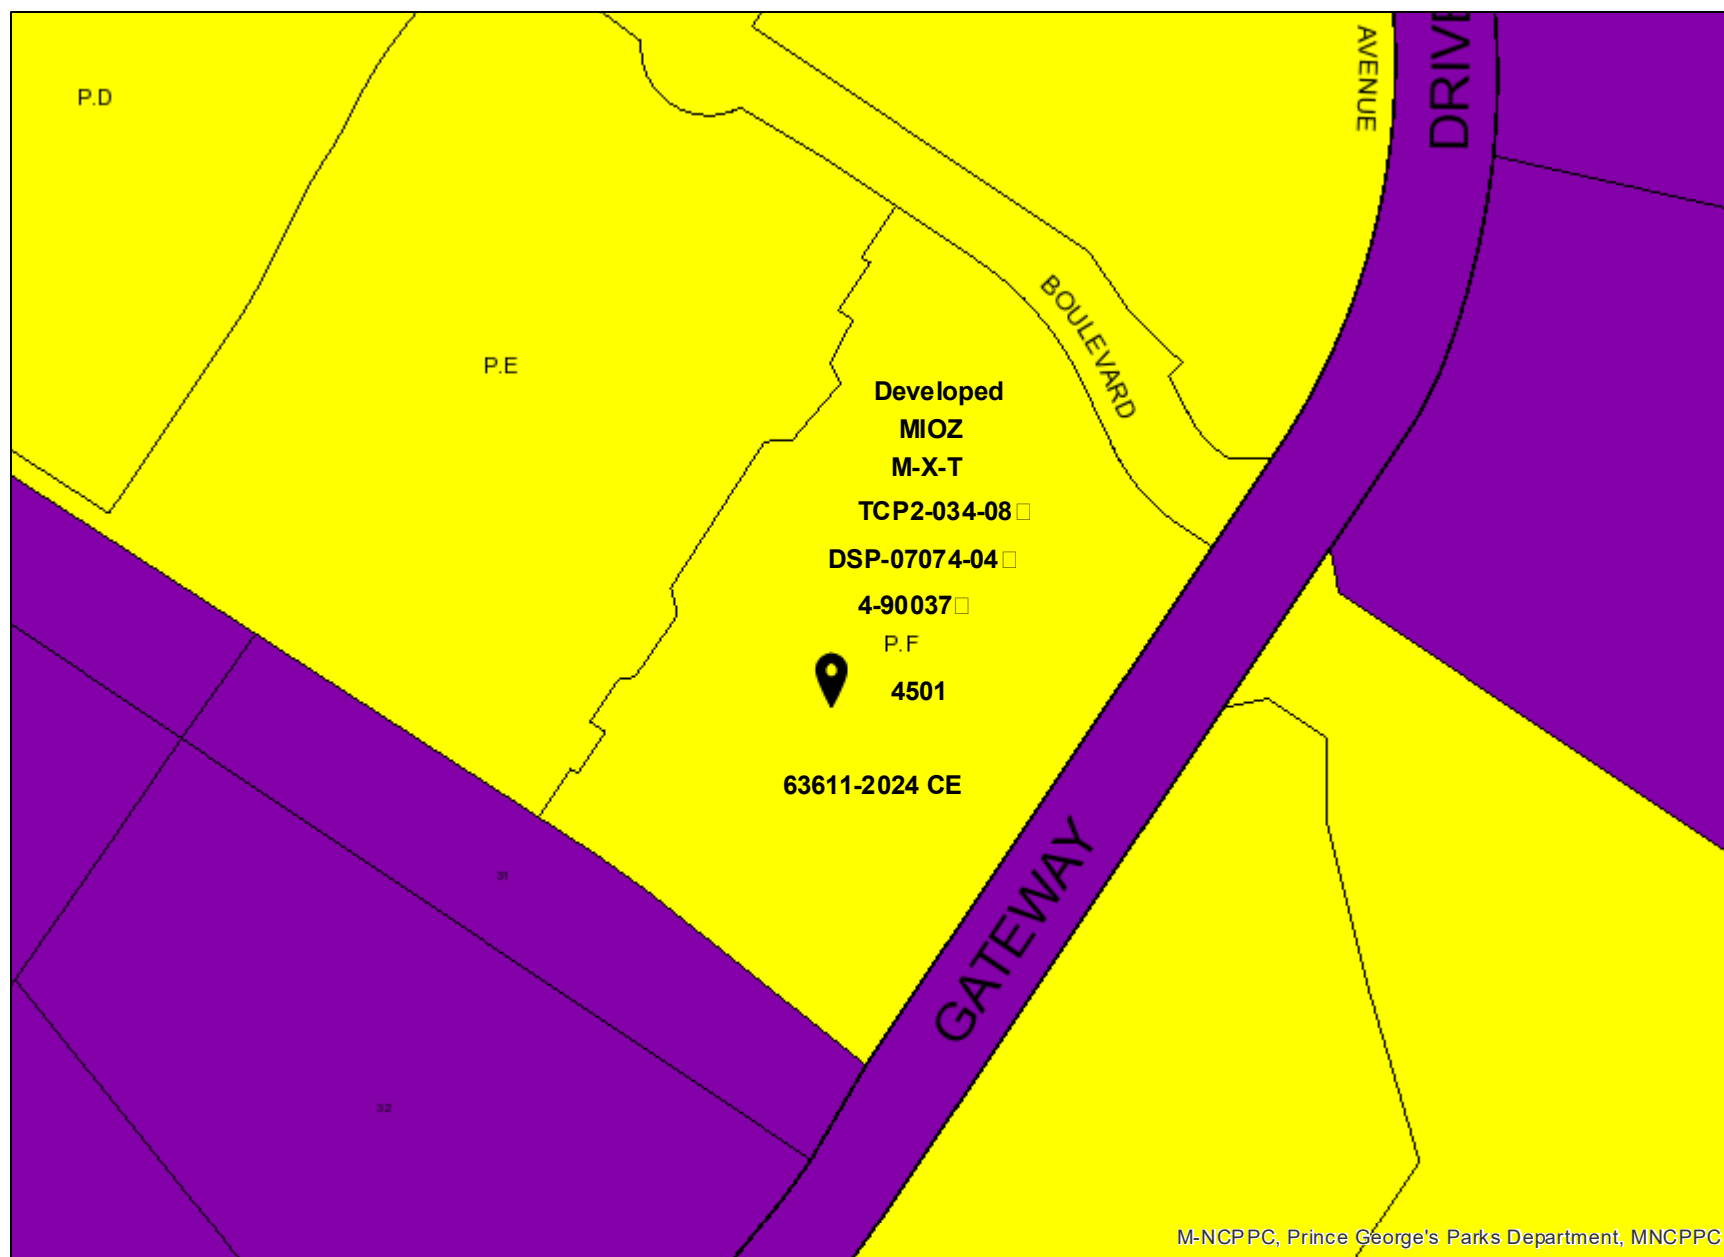 AVENUE
DRIVE
P.D
P.E
BOULEVARD
Developed
MIOZ
M-X-T
TCP2-034-08
DSP-07074-04
4-90037
P.F
4501
63611-2024 CE
GATEWAY
31
32
M-NCPPC, Prince George's Parks Department, MNCPPC